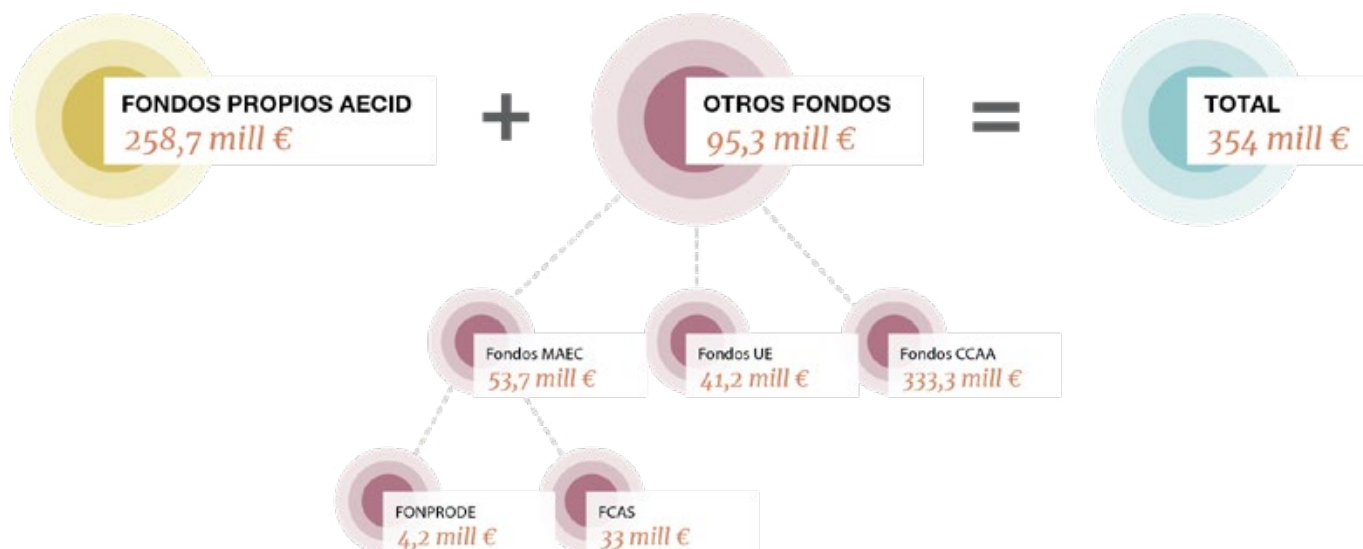 FONDOS PROPIOS AECID
258,7 mill €
+
OTROS FONDOS
95,3 mill €
=
TOTAL
354 mill €
Fondos MAEC
53,7 mill €
Fondos UE
41,2 mill €
Fondos CCAA
333,3 mill €
FONPRODE
4,2 mill €
FCAS
33 mill €